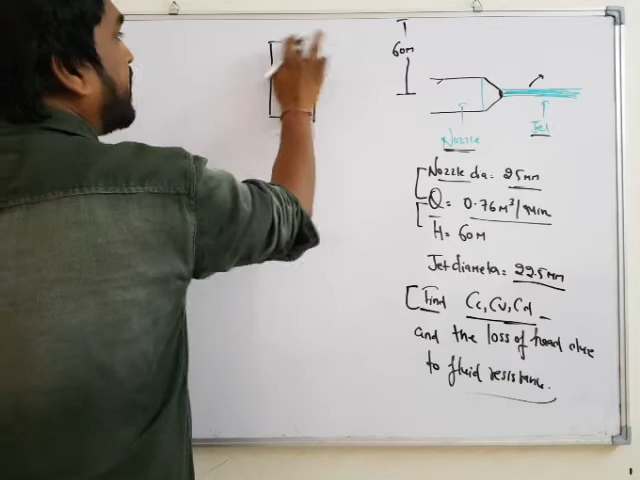 60m
Nozzle
Jet
Nozzle dia = 25mm
Q = 0.76m³/min
H = 60m
Jet diameter = 22.5mm
Find Cc, Cv, Cd
and the loss of head due
to fluid resistance.